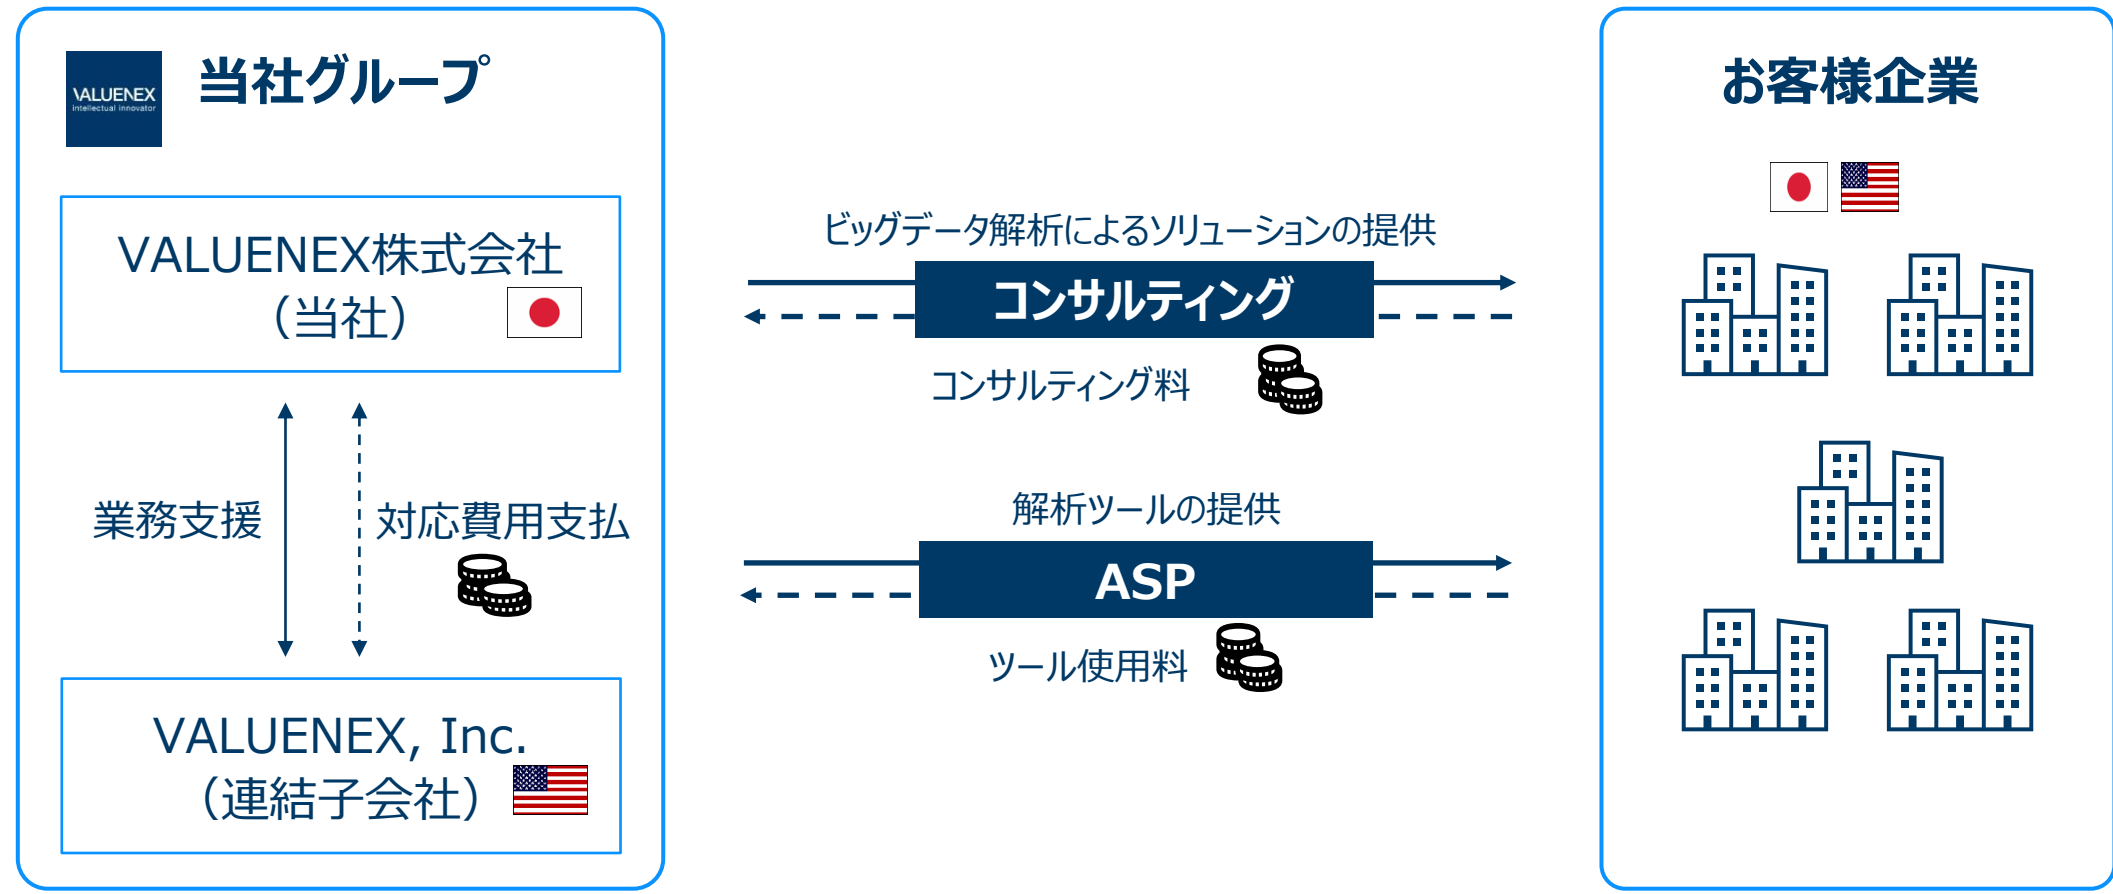 VALUENEX
intellectual innovator
当社グループ
VALUENEX株式会社
（当社）
業務支援
対応費用支払
VALUENEX, Inc.
（連結子会社）
ビッグデータ解析によるソリューションの提供
コンサルティング
コンサルティング料
解析ツールの提供
ASP
ツール使用料
お客様企業